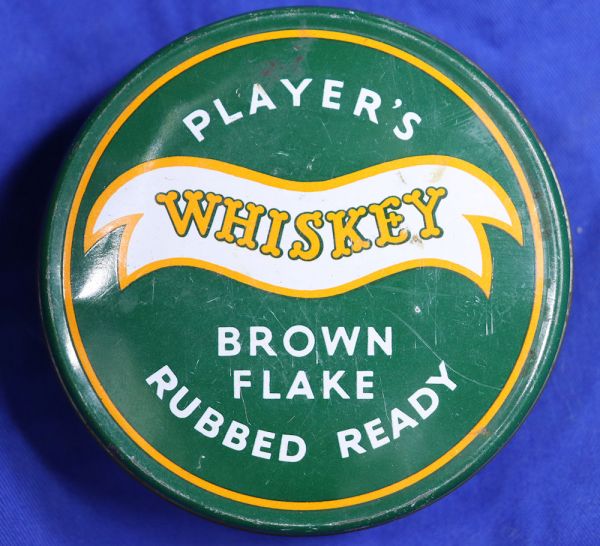 PLAYER'S
WHISKEY
BROWN
FLAKE
RUBBED READY